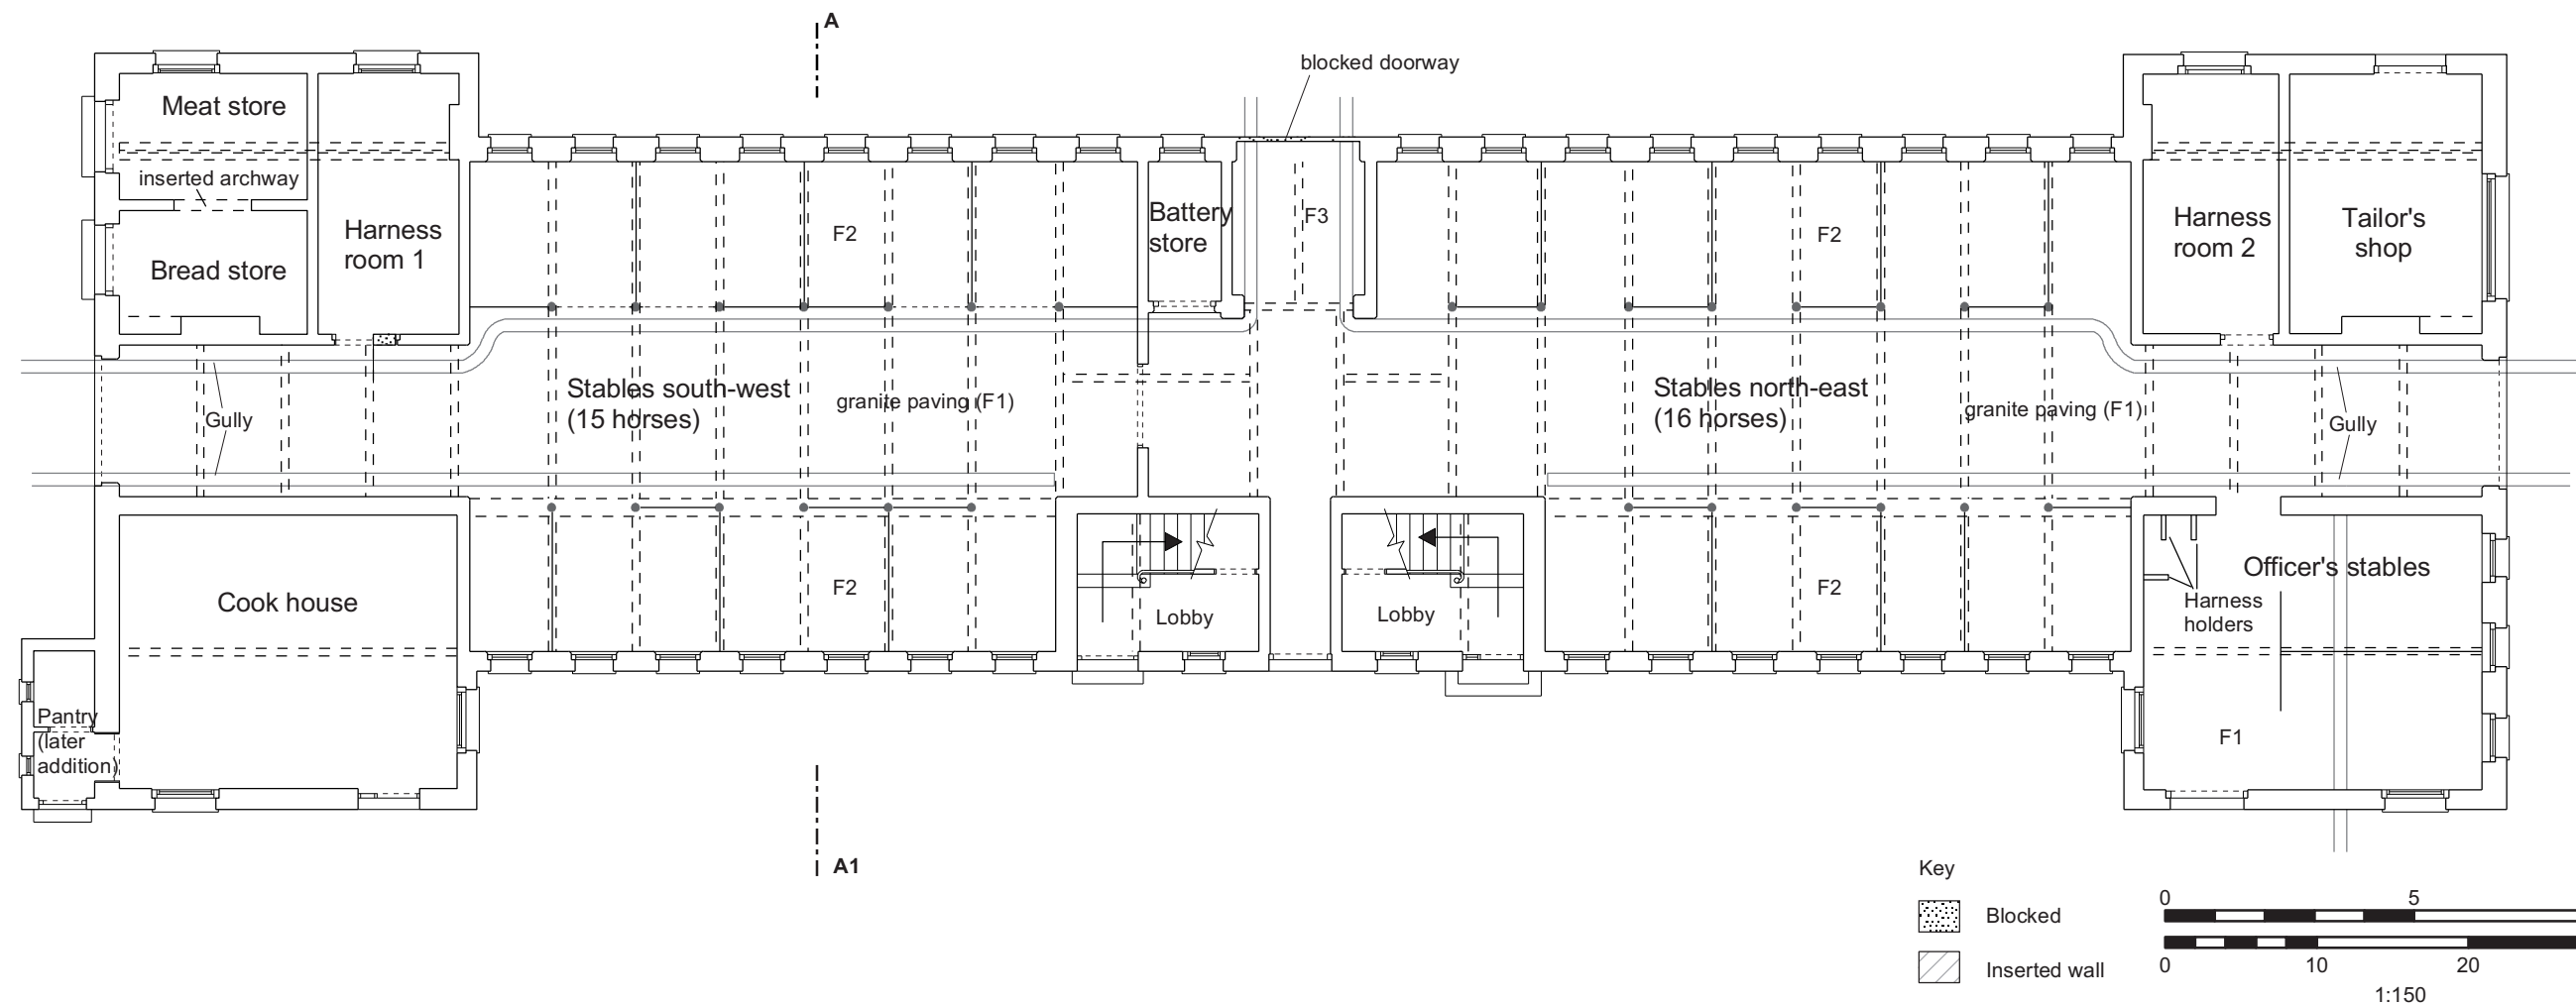 A
blocked doorway
Meat store
inserted archway
Bread store
Harness
room 1
F2
Battery
store
F3
F2
Harness
room 2
Tailor's
shop
Gully
Stables south-west
(15 horses)
granite paving (F1)
Stables north-east
(16 horses)
granite paving (F1)
Gully
Cook house
F2
Lobby
Lobby
F2
Officer's stables
Harness
holders
Pantry
(later
addition)
F1
A1
Key
Blocked
Inserted wall
0 5
0 10 20
1:150